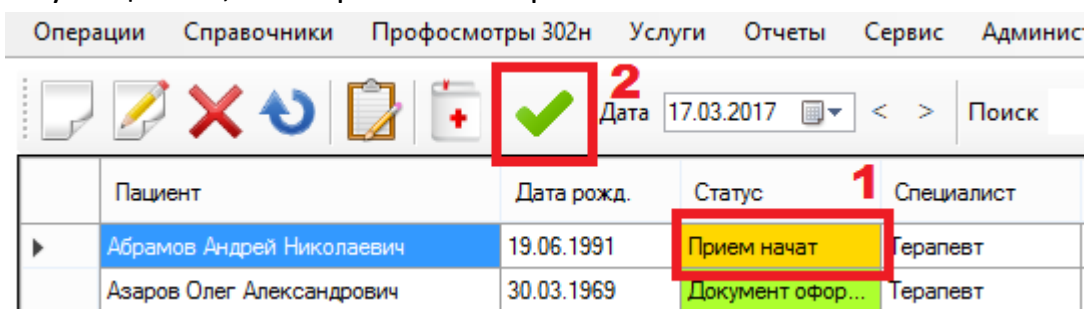 Операции Справочники Профосмотры 302н Услуги Отчеты Сервис Админис
2
Дата 17.03.2017 < > Поиск
Пациент Дата рожд. Статус 1 Специалист
Абрамов Андрей Николаевич 19.06.1991 Прием начат Терапевт
Азаров Олег Александрович 30.03.1969 Документ офор... Терапевт